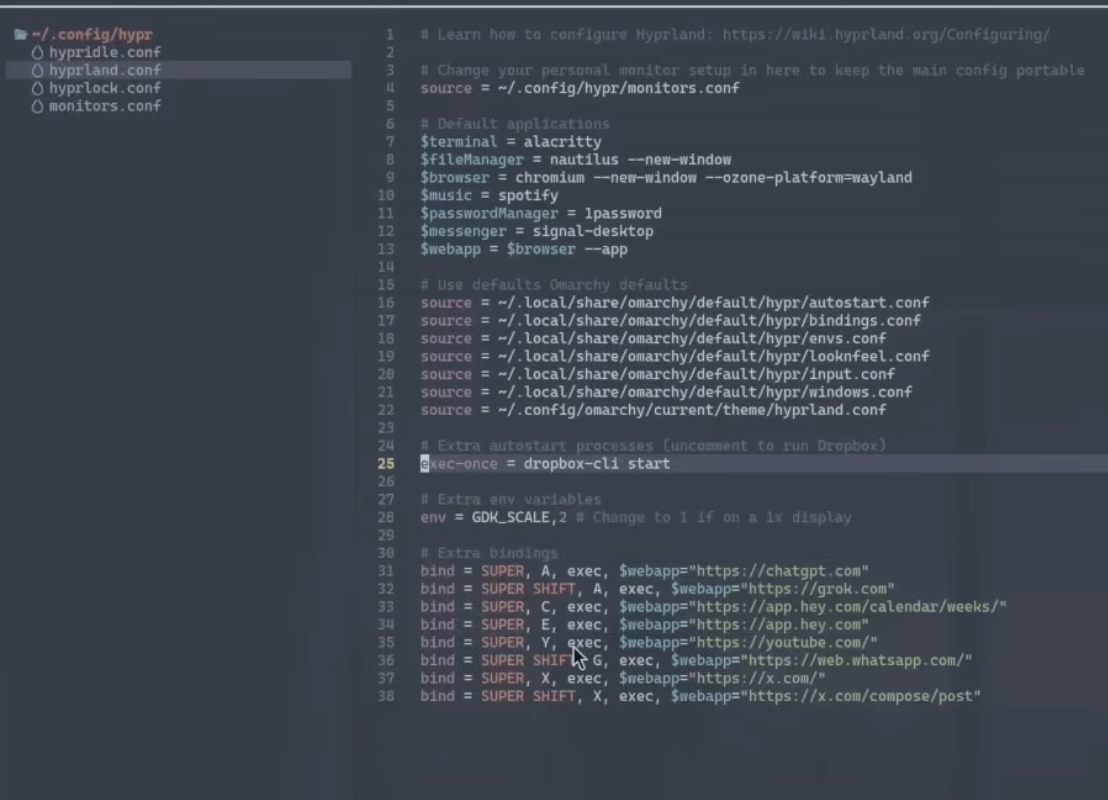 ~/.config/hypr
hypridle.conf
hyprland.conf
hyprlock.conf
monitors.conf
1 # Learn how to configure Hyprland: https://wiki.hyprland.org/Configuring/
2
3 # Change your personal monitor setup in here to keep the main config portable
4 source = ~/.config/hypr/monitors.conf
5
6 # Default applications
7 $terminal = alacritty
8 $fileManager = nautilus --new-window
9 $browser = chromium --new-window --ozone-platform=wayland
10 $music = spotify
11 $passwordManager = 1password
12 $messenger = signal-desktop
13 $webapp = $browser --app
14
15 # Use defaults Omarchy defaults
16 source = ~/.local/share/omarchy/default/hypr/autostart.conf
17 source = ~/.local/share/omarchy/default/hypr/bindings.conf
18 source = ~/.local/share/omarchy/default/hypr/envs.conf
19 source = ~/.local/share/omarchy/default/hypr/looknfeel.conf
20 source = ~/.local/share/omarchy/default/hypr/input.conf
21 source = ~/.local/share/omarchy/default/hypr/windows.conf
22 source = ~/.config/omarchy/current/theme/hyprland.conf
23
24 # Extra autostart processes (uncomment to run Dropbox)
25 exec-once = dropbox-cli start
26
27 # Extra env variables
28 env = GDK_SCALE,2 # Change to 1 if on a 1x display
29
30 # Extra bindings
31 bind = SUPER, A, exec, $webapp="https://chatgpt.com"
32 bind = SUPER SHIFT, A, exec, $webapp="https://grok.com"
33 bind = SUPER, C, exec, $webapp="https://app.hey.com/calendar/weeks/"
34 bind = SUPER, E, exec, $webapp="https://app.hey.com"
35 bind = SUPER, Y, exec, $webapp="https://youtube.com/"
36 bind = SUPER SHIFT, G, exec, $webapp="https://web.whatsapp.com/"
37 bind = SUPER, X, exec, $webapp="https://x.com/"
38 bind = SUPER SHIFT, X, exec, $webapp="https://x.com/compose/post"